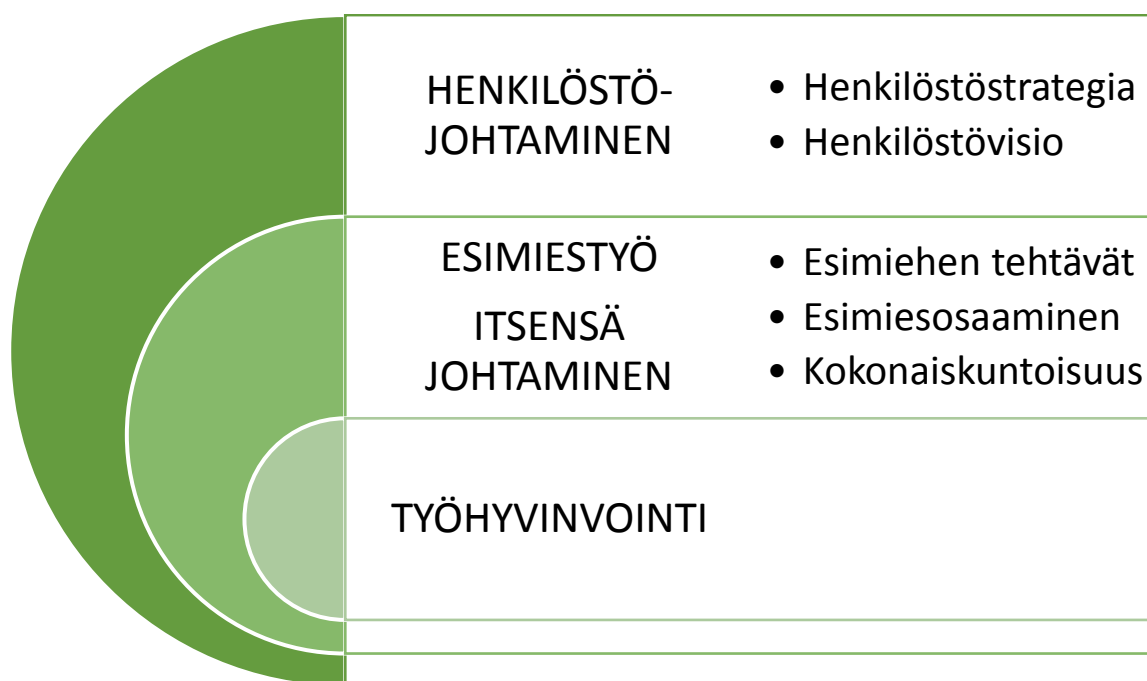 HENKILÖSTÖ-
JOHTAMINEN
• Henkilöstöstrategia
• Henkilöstövisio
ESIMIESTYÖ
ITSENSÄ
JOHTAMINEN
• Esimiehen tehtävät
• Esimiesosaaminen
• Kokonaiskuntoisuus
TYÖHYVINVOINTI